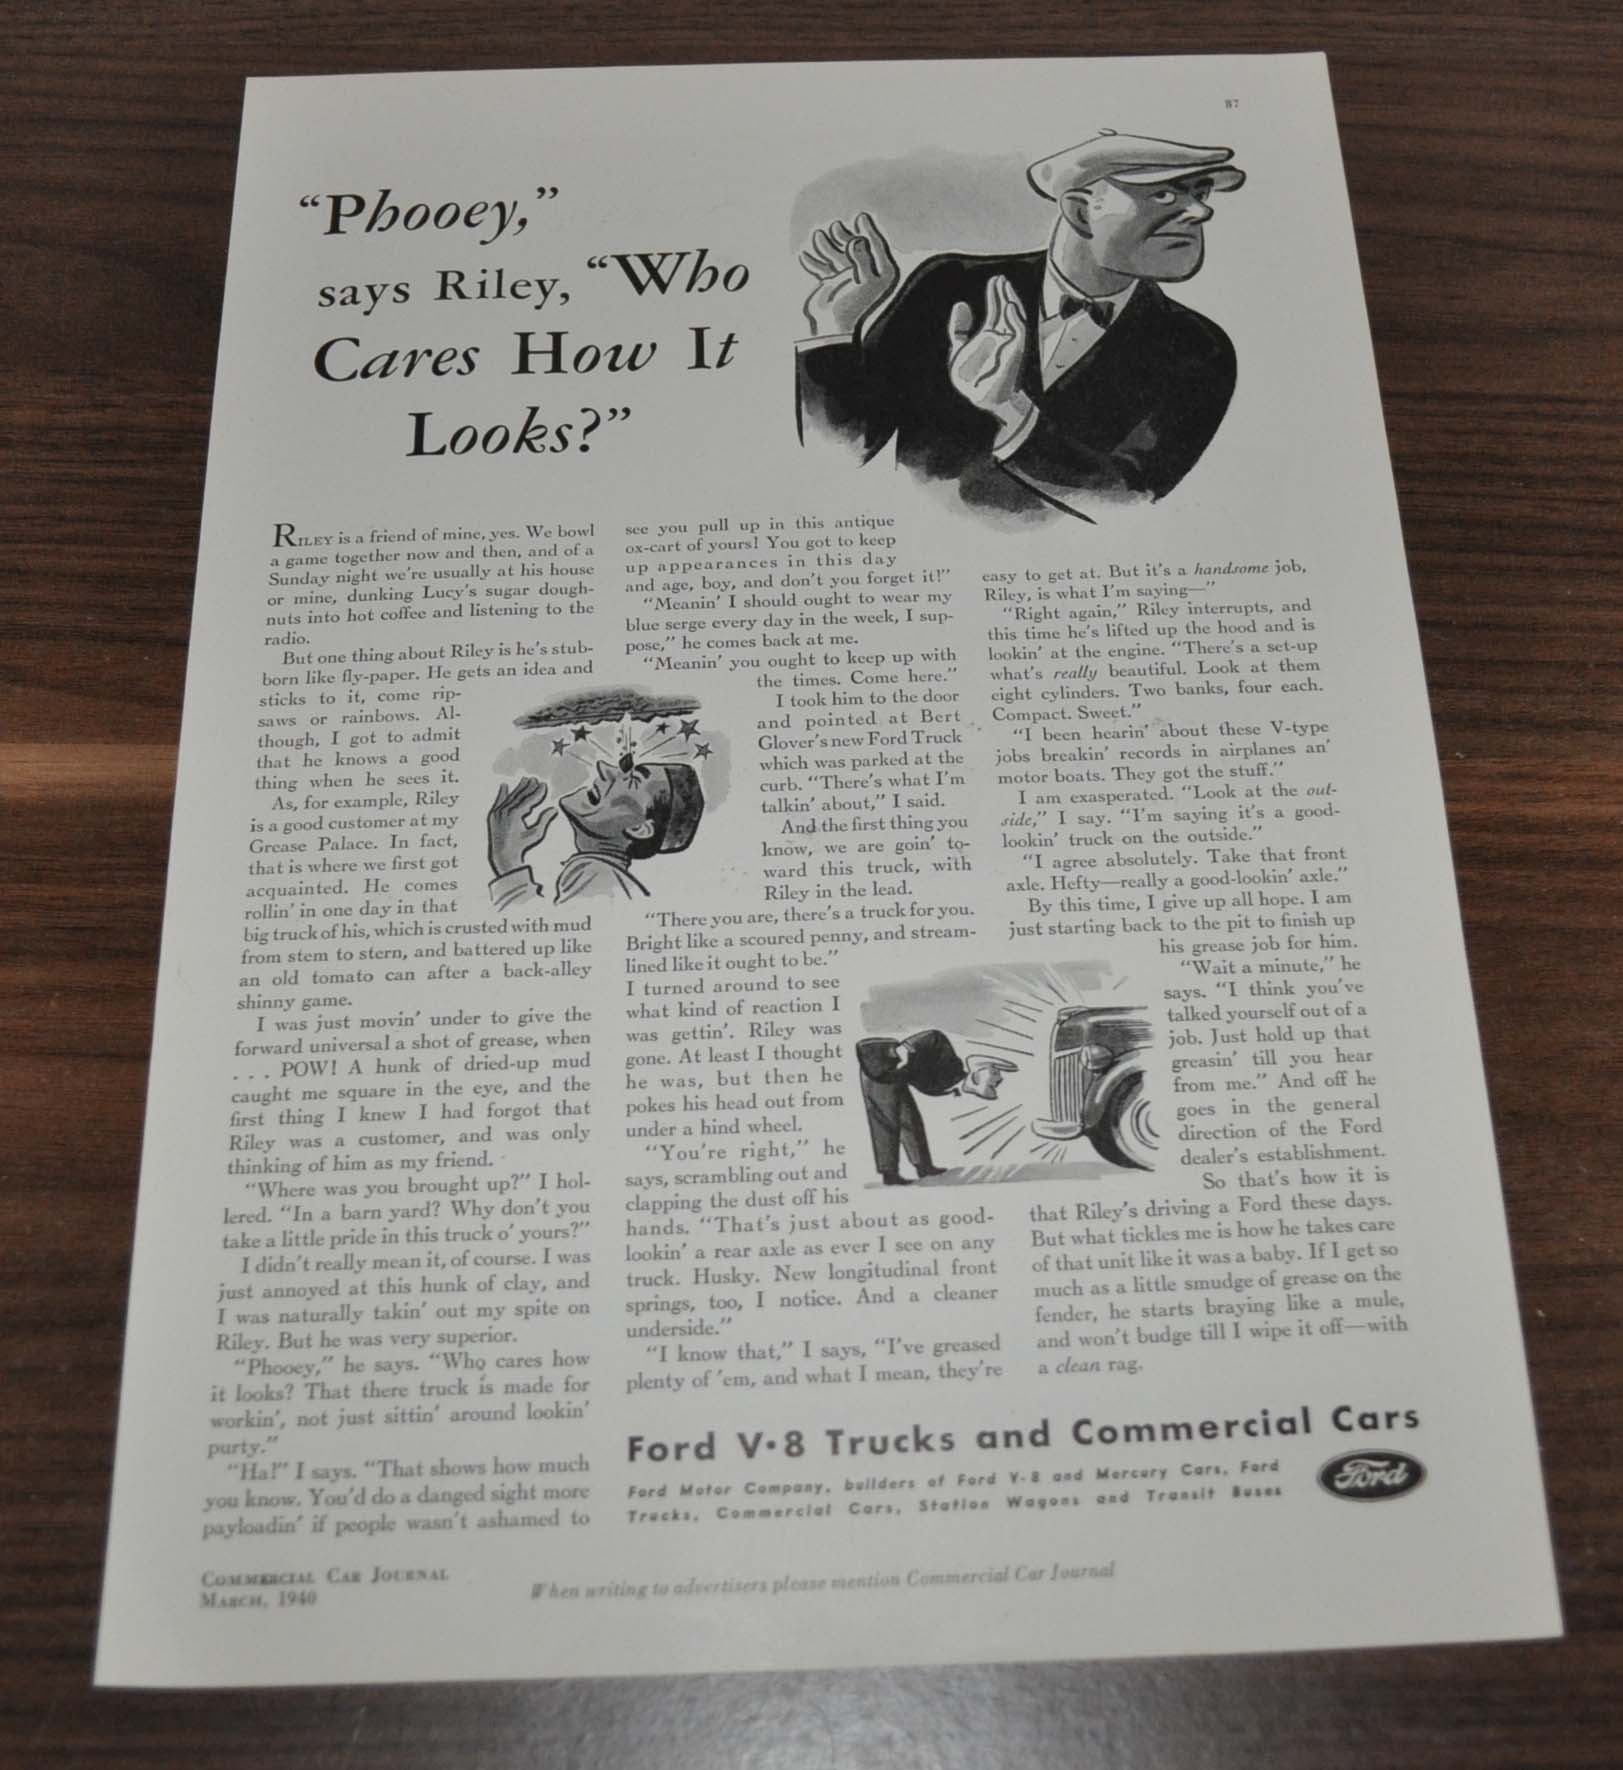 87
“Phooey,”
says Riley, “Who
Cares How It
Looks?”
RILEY is a friend of mine, yes. We bowl
a game together now and then, and of a
Sunday night we’re usually at his house
or mine, dunking Lucy’s sugar dough-
nuts into hot coffee and listening to the
radio.
But one thing about Riley is he’s stub-
born like fly-paper. He gets an idea and
sticks to it, come rip-
saws or rainbows. Al-
though, I got to admit
that he knows a good
thing when he sees it.
As, for example, Riley
is a good customer at my
Grease Palace. In fact,
that is where we first got
acquainted. He comes
rollin’ in one day in that
big truck of his, which is crusted with mud
from stem to stern, and battered up like
an old tomato can after a back-alley
shinny game.
I was just movin’ under to give the
forward universal a shot of grease, when
. . . POW! A hunk of dried-up mud
caught me square in the eye, and the
first thing I knew I had forgot that
Riley was a customer, and was only
thinking of him as my friend.
“Where was you brought up?” I hol-
lered. “In a barn yard? Why don’t you
take a little pride in this truck o’ yours?”
I didn’t really mean it, of course. I was
just annoyed at this hunk of clay, and
I was naturally takin’ out my spite on
Riley. But he was very superior.
“Phooey,” he says. “Who cares how
it looks? That there truck is made for
workin’, not just sittin’ around lookin’
purty.”
“Ha!” I says. “That shows how much
you know. You’d do a danged sight more
payloadin’ if people wasn’t ashamed to
see you pull up in this antique
ox-cart of yours! You got to keep
up appearances in this day
and age, boy, and don’t you forget it!”
“Meanin’ I should ought to wear my
blue serge every day in the week, I sup-
pose,” he comes back at me.
“Meanin’ you ought to keep up with
the times. Come here.”
I took him to the door
and pointed at Bert
Glover’s new Ford Truck
which was parked at the
curb. “There’s what I’m
talkin’ about,” I said.
And the first thing you
know, we are goin’ to-
ward this truck, with
Riley in the lead.
“There you are, there’s a truck for you.
Bright like a scoured penny, and stream-
lined like it ought to be.”
I turned around to see
what kind of reaction I
was gettin’. Riley was
gone. At least I thought
he was, but then he
pokes his head out from
under a hind wheel.
“You’re right,” he
says, scrambling out and
clapping the dust off his
hands. “That’s just about as good-
lookin’ a rear axle as ever I see on any
truck. Husky. New longitudinal front
springs, too, I notice. And a cleaner
underside.”
“I know that,” I says, “I’ve greased
plenty of ’em, and what I mean, they’re
easy to get at. But it’s a handsome job,
Riley, is what I’m saying—”
“Right again,” Riley interrupts, and
this time he’s lifted up the hood and is
lookin’ at the engine. “There’s a set-up
what’s really beautiful. Look at them
eight cylinders. Two banks, four each.
Compact. Sweet.”
“I been hearin’ about these V-type
jobs breakin’ records in airplanes an’
motor boats. They got the stuff.”
I am exasperated. “Look at the out-
side,” I say. “I’m saying it’s a good-
lookin’ truck on the outside.”
“I agree absolutely. Take that front
axle. Hefty—really a good-lookin’ axle.”
By this time, I give up all hope. I am
just starting back to the pit to finish up
his grease job for him.
“Wait a minute,” he
says. “I think you’ve
talked yourself out of a
job. Just hold up that
greasin’ till you hear
from me.” And off he
goes in the general
direction of the Ford
dealer’s establishment.
So that’s how it is
that Riley’s driving a Ford these days.
But what tickles me is how he takes care
of that unit like it was a baby. If I get so
much as a little smudge of grease on the
fender, he starts braying like a mule,
and won’t budge till I wipe it off—with
a clean rag.
Ford V·8 Trucks and Commercial Cars
Ford Motor Company, builders of Ford V-8 and Mercury Cars, Ford
Trucks, Commercial Cars, Station Wagons and Transit Buses
Ford
COMMERCIAL CAR JOURNAL
MARCH, 1940
When writing to advertisers please mention Commercial Car Journal